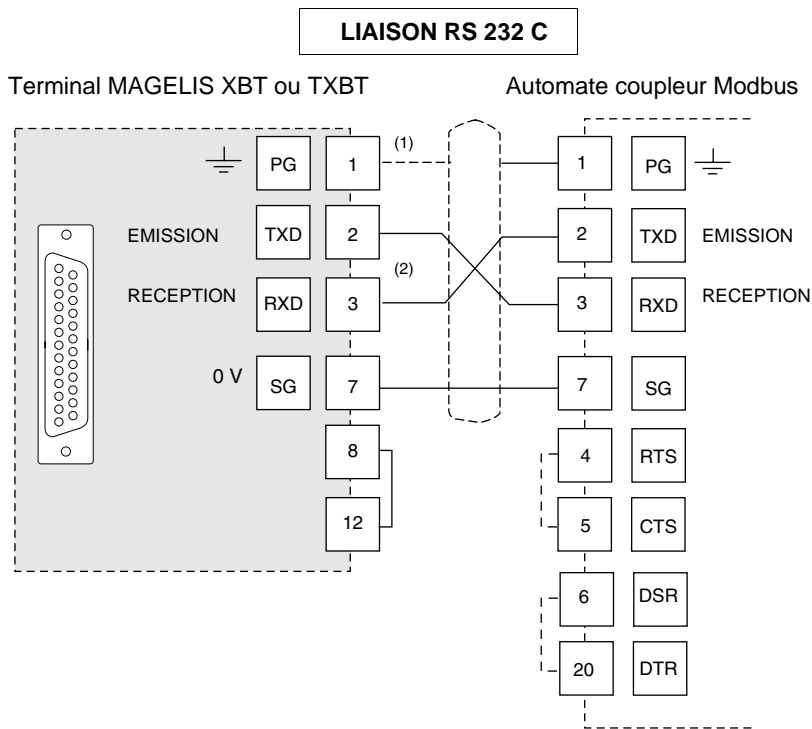 LIAISON RS 232 C
Terminal MAGELIS XBT ou TXBT
Automate coupleur Modbus
PG 1 (1) 1 PG
EMISSION TXD 2 2 TXD EMISSION
RECEPTION RXD 3 (2) 3 RXD RECEPTION
0 V SG 7 7 SG
8 4 RTS
12 5 CTS
6 DSR
20 DTR